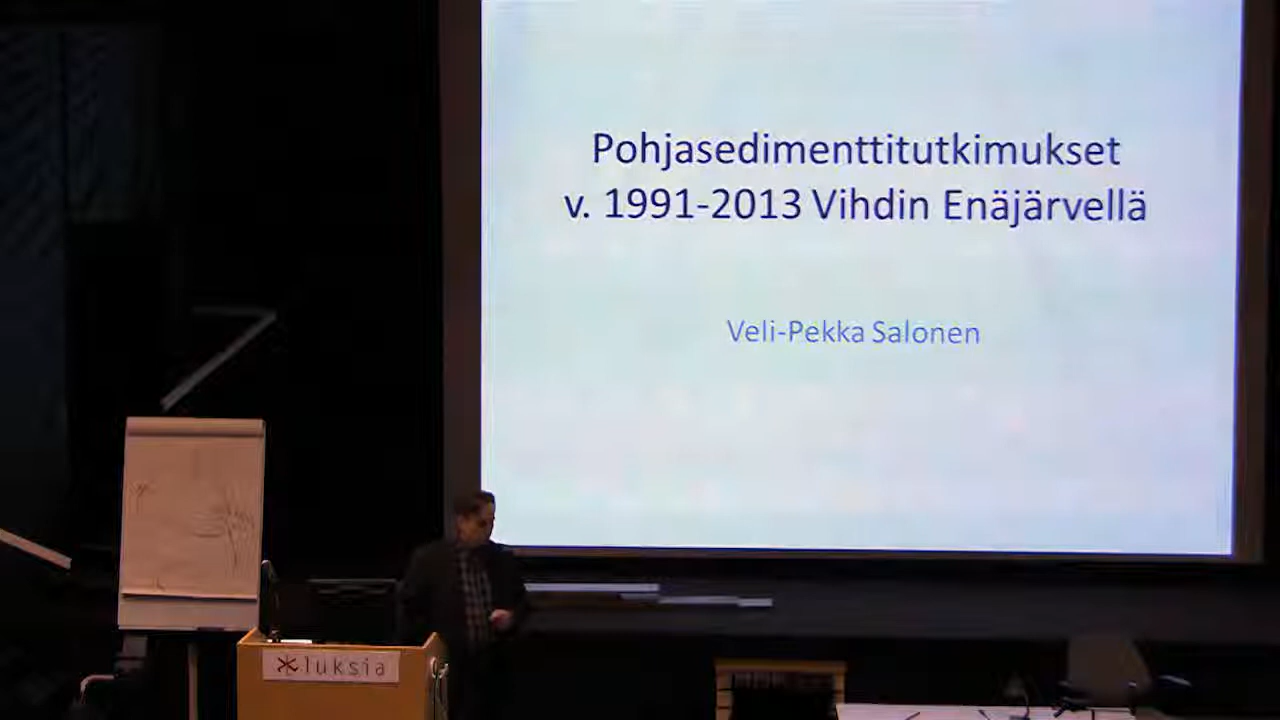 Pohjasedimenttitutkimukset
v. 1991-2013 Vihdin Enäjärvellä
Veli-Pekka Salonen
luksia